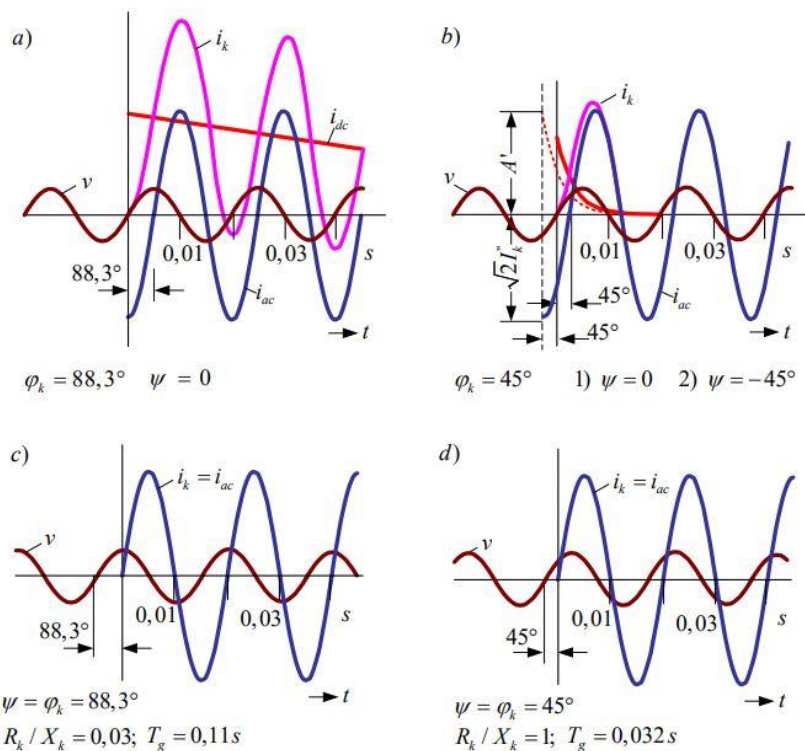 a)
i_k
i_dc
v
0,01
0,03
s
88,3°
i_ac
t
φ_k = 88,3° ψ = 0
b)
i_k
A'
v
0,01
0,03
s
√2 I_k"
45°
i_ac
45°
t
φ_k = 45° 1) ψ = 0 2) ψ = −45°
c)
i_k = i_ac
v
0,01
0,03
s
88,3°
t
ψ = φ_k = 88,3°
R_k / X_k = 0,03; T_g = 0,11s
d)
i_k = i_ac
v
0,01
0,03
s
45°
t
ψ = φ_k = 45°
R_k / X_k = 1; T_g = 0,032 s